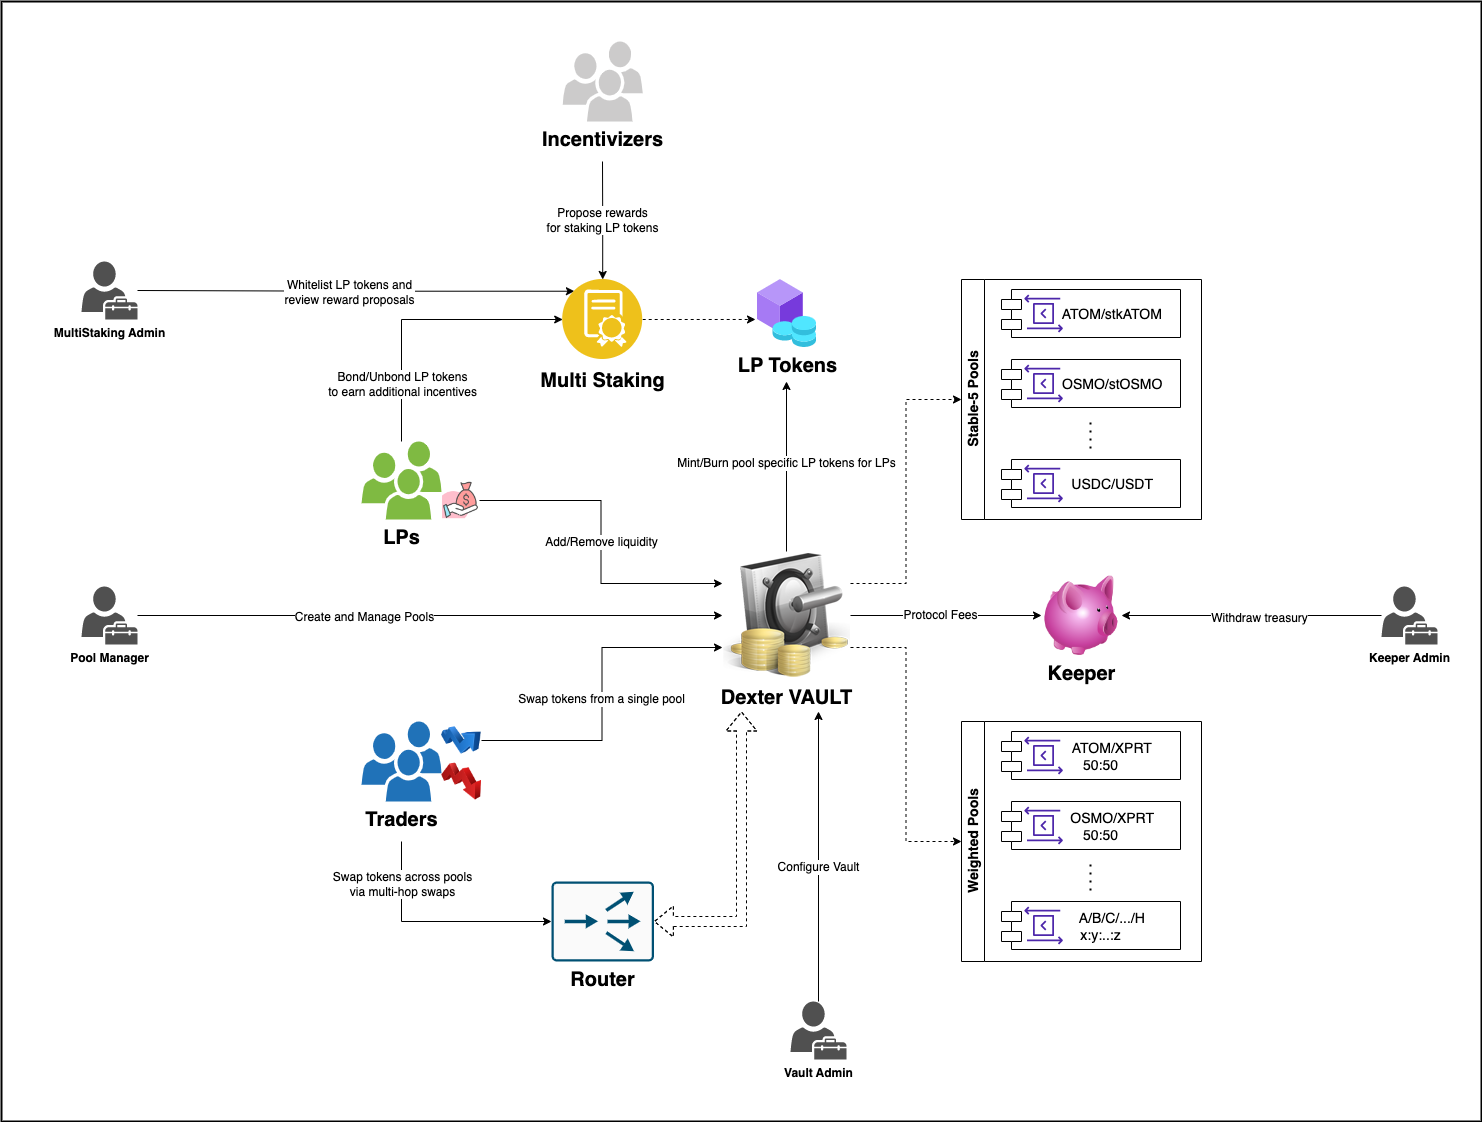 Incentivizers
Propose rewards
for staking LP tokens
Whitelist LP tokens and
review reward proposals
MultiStaking Admin
Multi Staking
LP Tokens
Bond/Unbond LP tokens
to earn additional incentives
LPs
Add/Remove liquidity
Mint/Burn pool specific LP tokens for LPs
Stable-5 Pools
ATOM/stkATOM
OSMO/stOSMO
USDC/USDT
Create and Manage Pools
Pool Manager
Dexter VAULT
Protocol Fees
Keeper
Withdraw treasury
Keeper Admin
Swap tokens from a single pool
Traders
Swap tokens across pools
via multi-hop swaps
Router
Configure Vault
Vault Admin
Weighted Pools
ATOM/XPRT
50:50
OSMO/XPRT
50:50
A/B/C/.../H
x:y:..:z